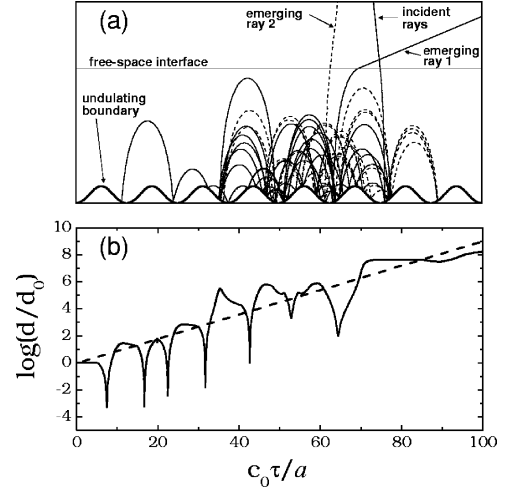 (a)
emerging
ray 2
incident
rays
emerging
ray 1
free-space interface
undulating
boundary
(b)
10
8
6
4
2
0
-2
-4
log(d/d0)
0 20 40 60 80 100
c0τ/a